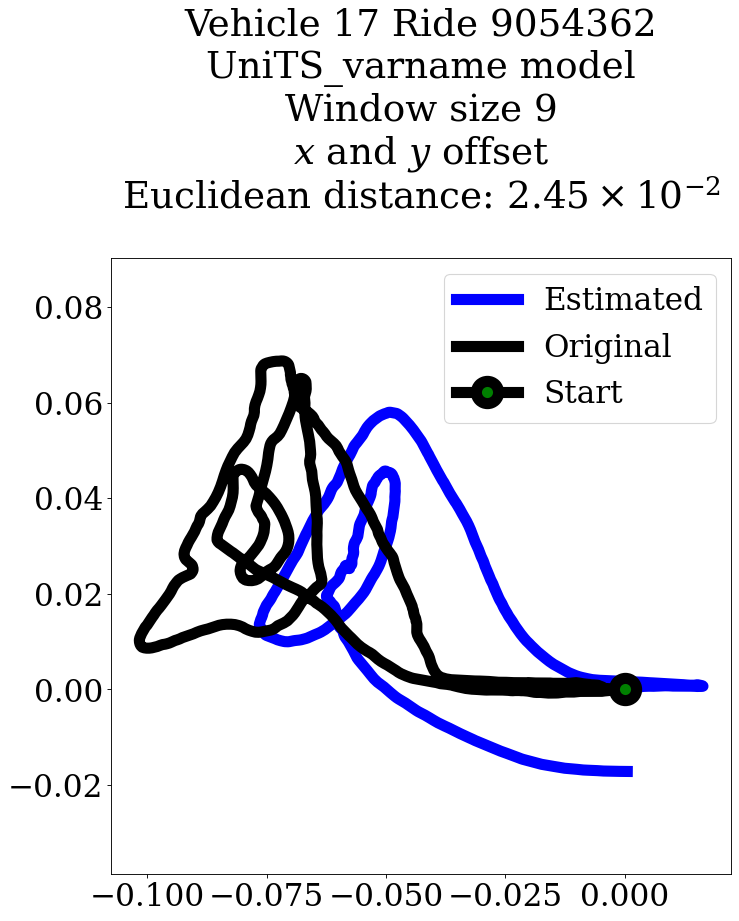 Vehicle 17 Ride 9054362
UniTS_varname model
Window size 9
x and y offset
Euclidean distance: 2.45 × 10⁻²
Estimated
Original
Start
0.08
0.06
0.04
0.02
0.00
−0.02
−0.100 −0.075 −0.050 −0.025 0.000